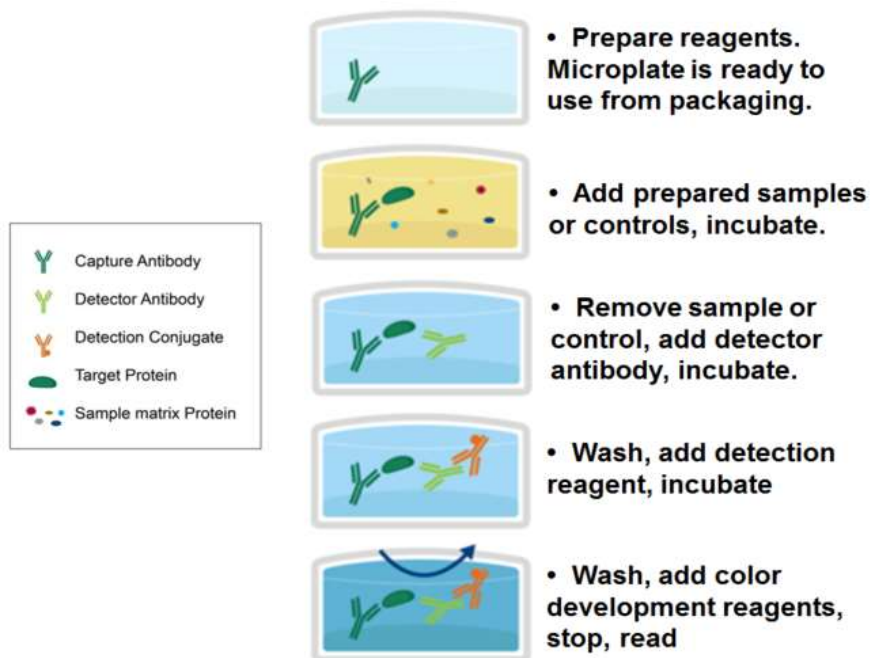 • Prepare reagents.
Microplate is ready to
use from packaging.
• Add prepared samples
or controls, incubate.
Capture Antibody
Detector Antibody
Detection Conjugate
Target Protein
Sample matrix Protein
• Remove sample or
control, add detector
antibody, incubate.
• Wash, add detection
reagent, incubate
• Wash, add color
development reagents,
stop, read